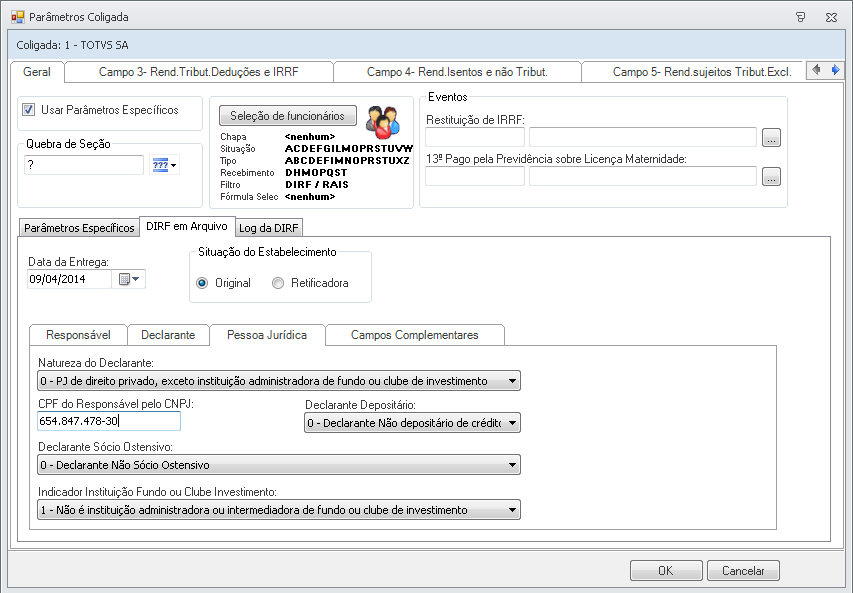 Parâmetros Coligada
Coligada: 1 - TOTVS SA
Geral
Campo 3- Rend.Tribut.Deduções e IRRF
Campo 4- Rend.Isentos e não Tribut.
Campo 5- Rend.sujeitos Tribut.Excl.
Usar Parâmetros Específicos
Quebra de Seção
?
???
Seleção de funcionários
Chapa <nenhum>
Situação ACDEFGILMOPRSTUVW
Tipo ABCDEFIMNOPRSTUXZ
Recebimento DHMOPQST
Filtro DIRF / RAIS
Fórmula Selec <nenhum>
Eventos
Restituição de IRRF:
...
13º Pago pela Previdência sobre Licença Maternidade:
...
Parâmetros Específicos
DIRF em Arquivo
Log da DIRF
Data da Entrega:
09/04/2014
Situação do Estabelecimento
Original
Retificadora
Responsável
Declarante
Pessoa Jurídica
Campos Complementares
Natureza do Declarante:
0 - PJ de direito privado, exceto instituição administradora de fundo ou clube de investimento
CPF do Responsável pelo CNPJ:
654.847.478-30
Declarante Depositário:
0 - Declarante Não depositário de crédito
Declarante Sócio Ostensivo:
0 - Declarante Não Sócio Ostensivo
Indicador Instituição Fundo ou Clube Investimento:
1 - Não é instituição administradora ou intermediadora de fundo ou clube de investimento
OK
Cancelar